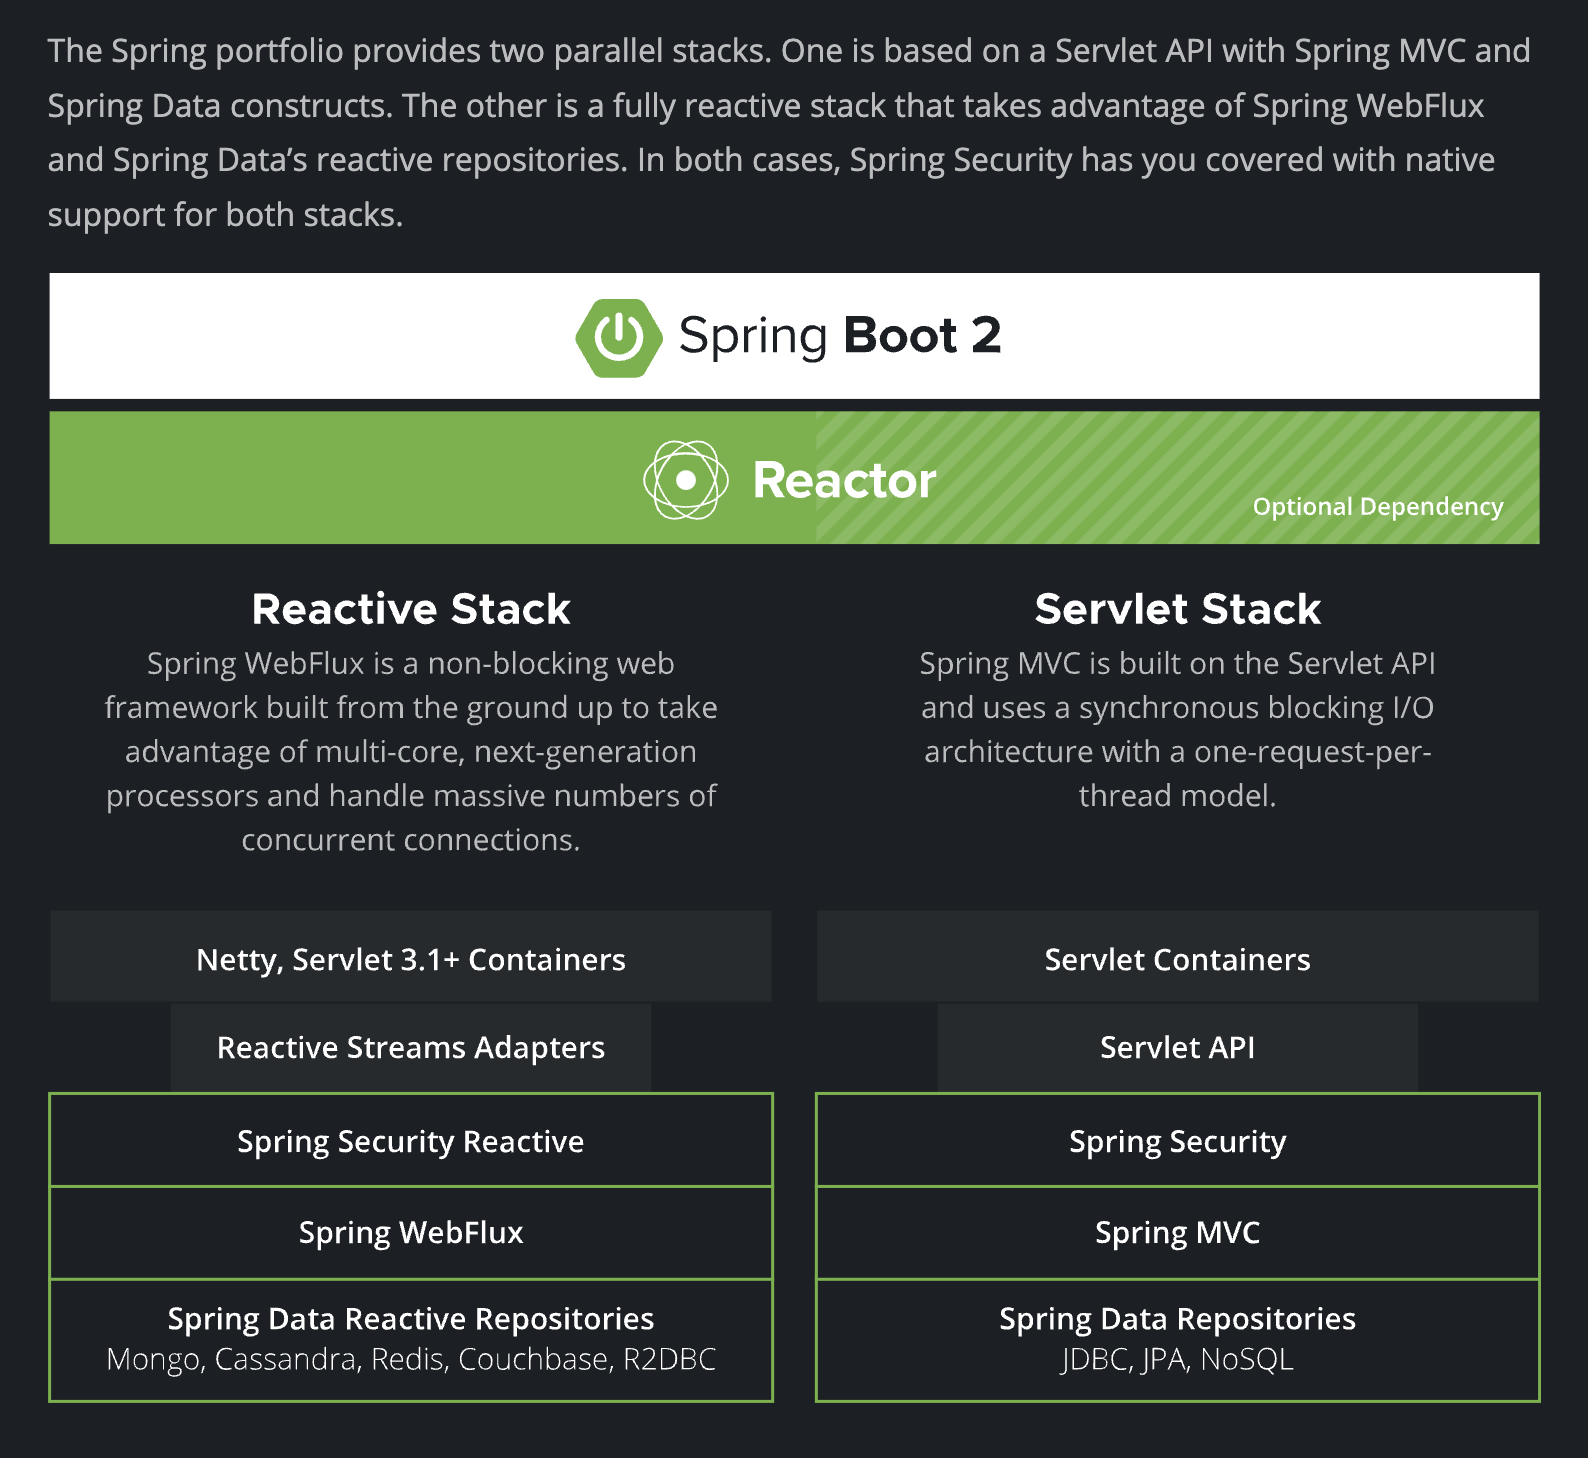 The Spring portfolio provides two parallel stacks. One is based on a Servlet API with Spring MVC and
Spring Data constructs. The other is a fully reactive stack that takes advantage of Spring WebFlux
and Spring Data’s reactive repositories. In both cases, Spring Security has you covered with native
support for both stacks.
Spring Boot 2
Reactor
Optional Dependency
Reactive Stack
Spring WebFlux is a non-blocking web
framework built from the ground up to take
advantage of multi-core, next-generation
processors and handle massive numbers of
concurrent connections.
Servlet Stack
Spring MVC is built on the Servlet API
and uses a synchronous blocking I/O
architecture with a one-request-per-
thread model.
Netty, Servlet 3.1+ Containers
Reactive Streams Adapters
Spring Security Reactive
Spring WebFlux
Spring Data Reactive Repositories
Mongo, Cassandra, Redis, Couchbase, R2DBC
Servlet Containers
Servlet API
Spring Security
Spring MVC
Spring Data Repositories
JDBC, JPA, NoSQL